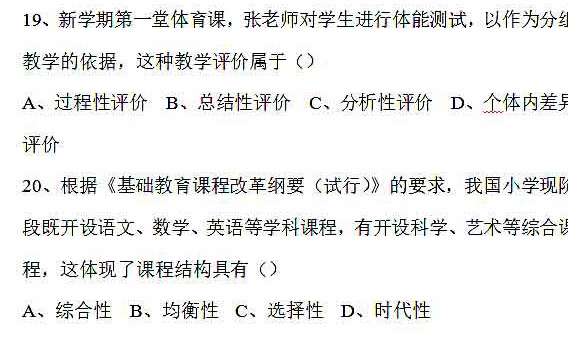 19、新学期第一堂体育课，张老师对学生进行体能测试，以作为分组
教学的依据，这种教学评价属于（）
A、过程性评价 B、总结性评价 C、分析性评价 D、个体内差异
评价
20、根据《基础教育课程改革纲要（试行）》的要求，我国小学现阶
段既开设语文、数学、英语等学科课程，有开设科学、艺术等综合课
程，这体现了课程结构具有（）
A、综合性 B、均衡性 C、选择性 D、时代性